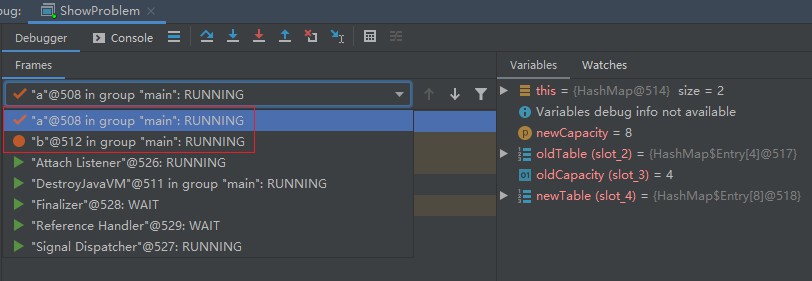 bug: ShowProblem ×
Debugger Console
Frames
"a"@508 in group "main": RUNNING
"a"@508 in group "main": RUNNING
"b"@512 in group "main": RUNNING
"Attach Listener"@526: RUNNING
"DestroyJavaVM"@511 in group "main": RUNNING
"Finalizer"@528: WAIT
"Reference Handler"@529: WAIT
"Signal Dispatcher"@527: RUNNING
Variables Watches
this = {HashMap@514} size = 2
Variables debug info not available
newCapacity = 8
oldTable (slot_2) = {HashMap$Entry[4]@517}
oldCapacity (slot_3) = 4
newTable (slot_4) = {HashMap$Entry[8]@518}